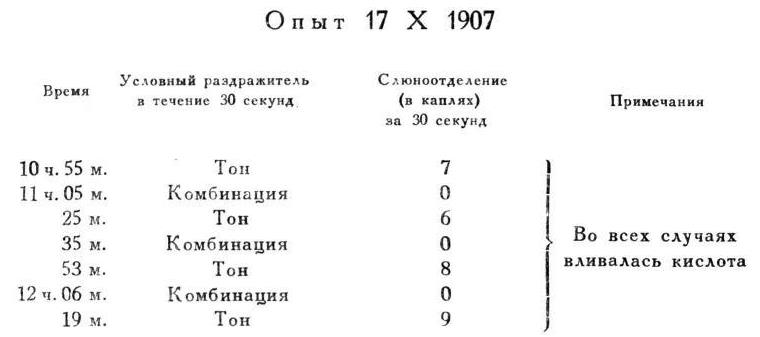 Опыт 17 X 1907
Время Условный раздражитель в течение 30 секунд Слюноотделение (в каплях) за 30 секунд Примечания
10 ч. 55 м. Тон 7
11 ч. 05 м. Комбинация 0
25 м. Тон 6
35 м. Комбинация 0
53 м. Тон 8
12 ч. 06 м. Комбинация 0
19 м. Тон 9
Во всех случаях
вливалась кислота